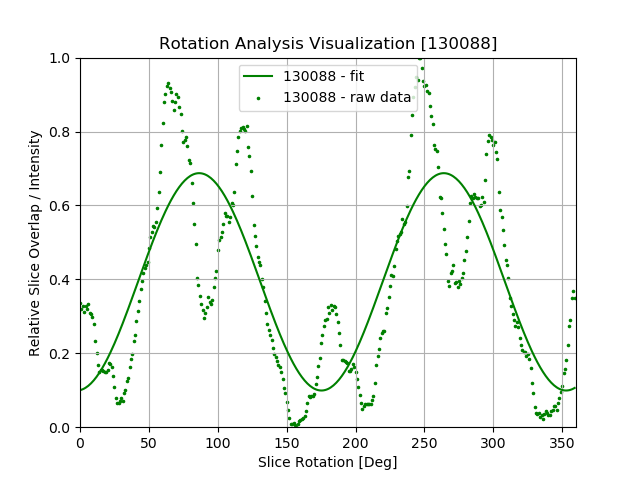 Rotation Analysis Visualization [130088]
130088 - fit
130088 - raw data
Relative Slice Overlap / Intensity
1.0
0.8
0.6
0.4
0.2
0.0
0 50 100 150 200 250 300 350
Slice Rotation [Deg]